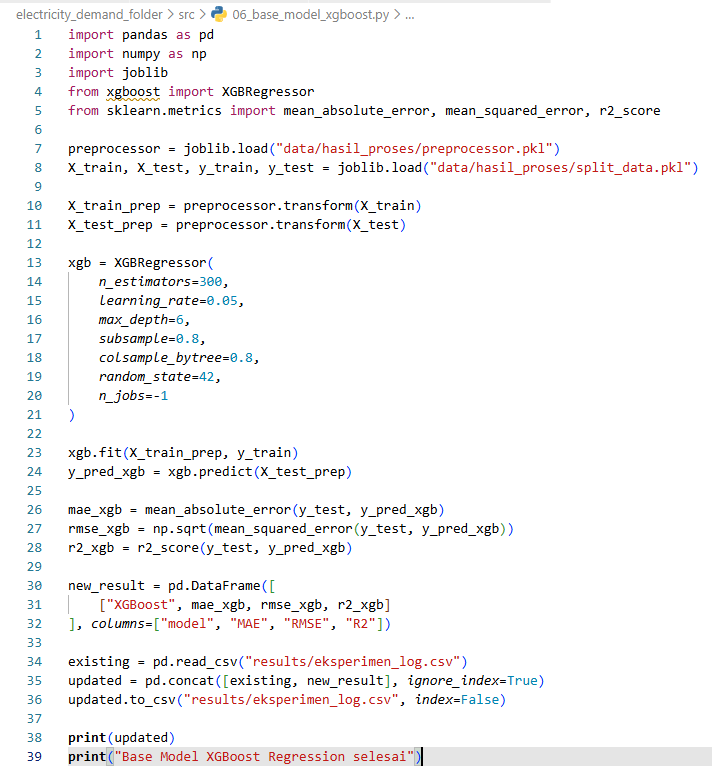 electricity_demand_folder > src > 06_base_model_xgboost.py > ...
1 import pandas as pd
2 import numpy as np
3 import joblib
4 from xgboost import XGBRegressor
5 from sklearn.metrics import mean_absolute_error, mean_squared_error, r2_score
6
7 preprocessor = joblib.load("data/hasil_proses/preprocessor.pkl")
8 X_train, X_test, y_train, y_test = joblib.load("data/hasil_proses/split_data.pkl")
9
10 X_train_prep = preprocessor.transform(X_train)
11 X_test_prep = preprocessor.transform(X_test)
12
13 xgb = XGBRegressor(
14     n_estimators=300,
15     learning_rate=0.05,
16     max_depth=6,
17     subsample=0.8,
18     colsample_bytree=0.8,
19     random_state=42,
20     n_jobs=-1
21 )
22
23 xgb.fit(X_train_prep, y_train)
24 y_pred_xgb = xgb.predict(X_test_prep)
25
26 mae_xgb = mean_absolute_error(y_test, y_pred_xgb)
27 rmse_xgb = np.sqrt(mean_squared_error(y_test, y_pred_xgb))
28 r2_xgb = r2_score(y_test, y_pred_xgb)
29
30 new_result = pd.DataFrame([
31     ["XGBoost", mae_xgb, rmse_xgb, r2_xgb]
32 ], columns=["model", "MAE", "RMSE", "R2"])
33
34 existing = pd.read_csv("results/eksperimen_log.csv")
35 updated = pd.concat([existing, new_result], ignore_index=True)
36 updated.to_csv("results/eksperimen_log.csv", index=False)
37
38 print(updated)
39 print("Base Model XGBoost Regression selesai")